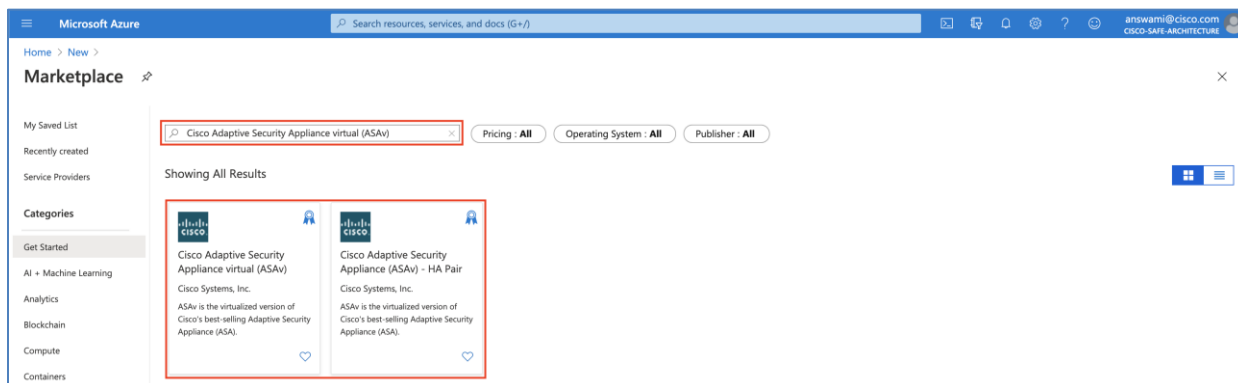 Microsoft Azure
Search resources, services, and docs (G+/)
answami@cisco.com
CISCO-SAFE-ARCHITECTURE
Home > New >
Marketplace
My Saved List
Recently created
Service Providers
Categories
Get Started
AI + Machine Learning
Analytics
Blockchain
Compute
Containers
Cisco Adaptive Security Appliance virtual (ASAv)
Pricing : All
Operating System : All
Publisher : All
Showing All Results
CISCO
Cisco Adaptive Security
Appliance virtual (ASAv)
Cisco Systems, Inc.
ASAv is the virtualized version of
Cisco's best-selling Adaptive Security
Appliance (ASA).
CISCO
Cisco Adaptive Security
Appliance (ASAv) - HA Pair
Cisco Systems, Inc.
ASAv is the virtualized version of
Cisco's best-selling Adaptive Security
Appliance (ASA).